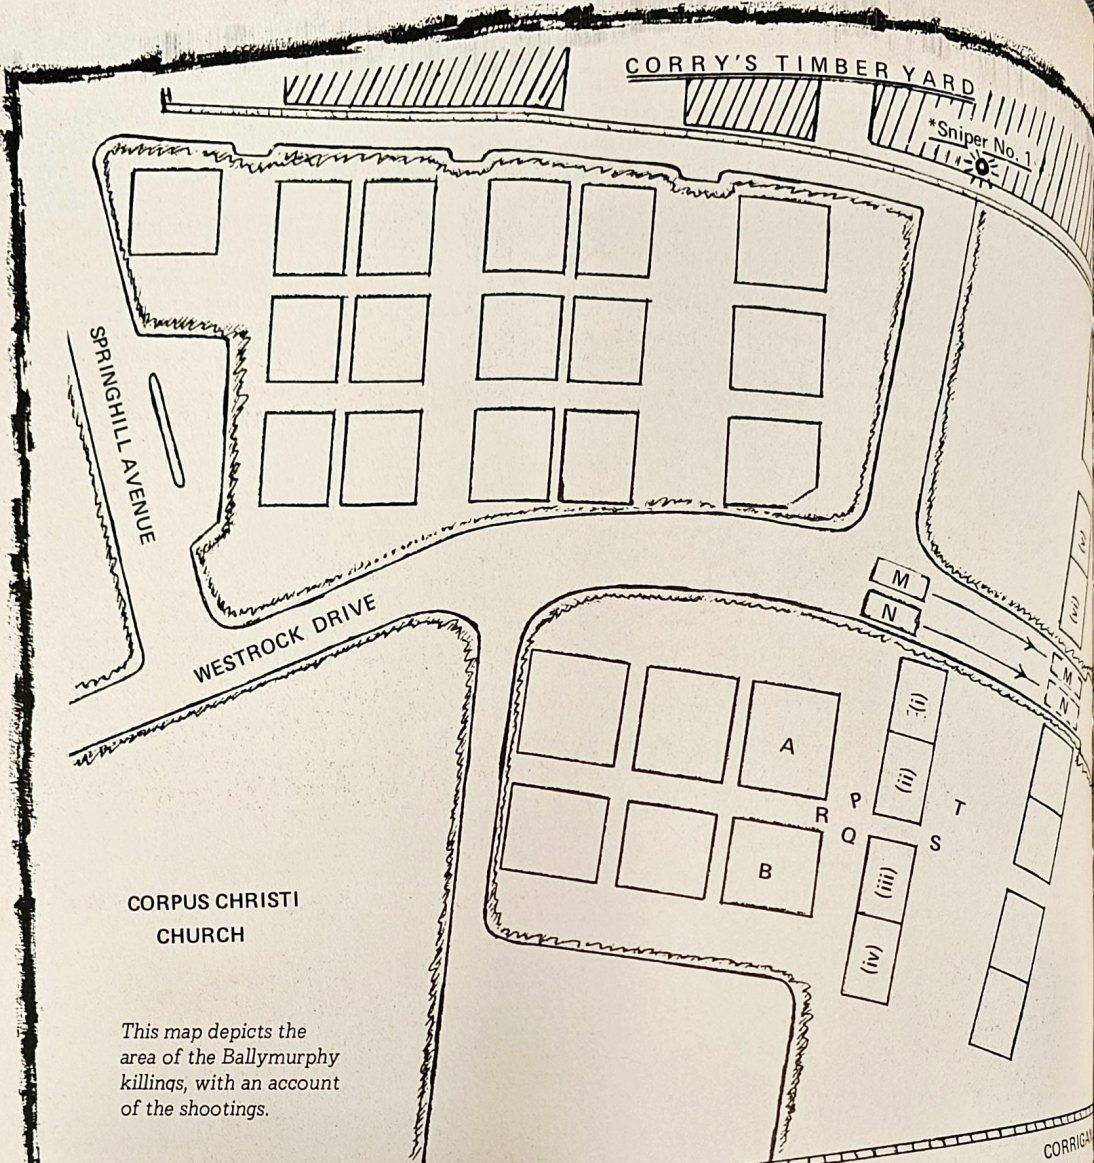 CORRY'S TIMBER YARD
*Sniper No. 1
SPRINGHILL AVENUE
WESTROCK DRIVE
M
N
M
N
(v)
(vi)
(i)
(ii)
(iii)
(iv)
A
B
P
R
Q
T
S
CORPUS CHRISTI
CHURCH
This map depicts the
area of the Ballymurphy
killings, with an account
of the shootings.